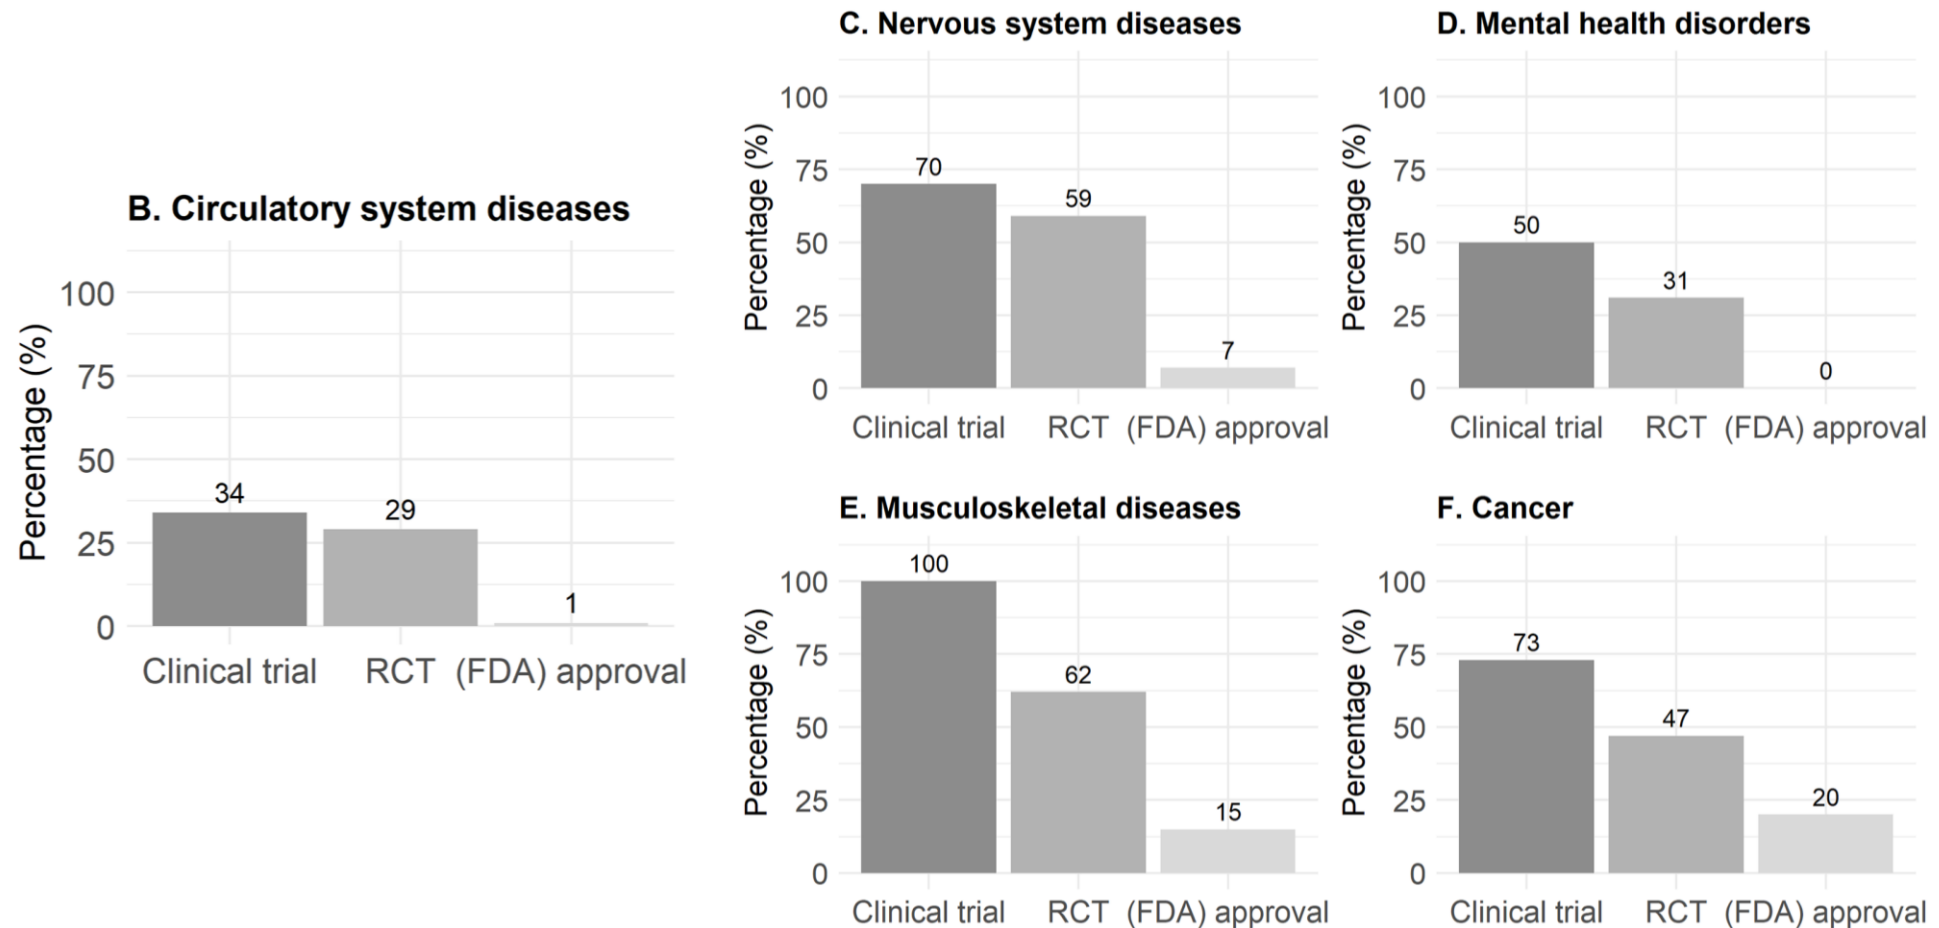 B. Circulatory system diseases
Percentage (%)
100
75
50
25
0
34
29
1
Clinical trial RCT (FDA) approval
C. Nervous system diseases
Percentage (%)
100
75
50
25
0
70
59
7
Clinical trial RCT (FDA) approval
D. Mental health disorders
Percentage (%)
100
75
50
25
0
50
31
0
Clinical trial RCT (FDA) approval
E. Musculoskeletal diseases
Percentage (%)
100
75
50
25
0
100
62
15
Clinical trial RCT (FDA) approval
F. Cancer
Percentage (%)
100
75
50
25
0
73
47
20
Clinical trial RCT (FDA) approval